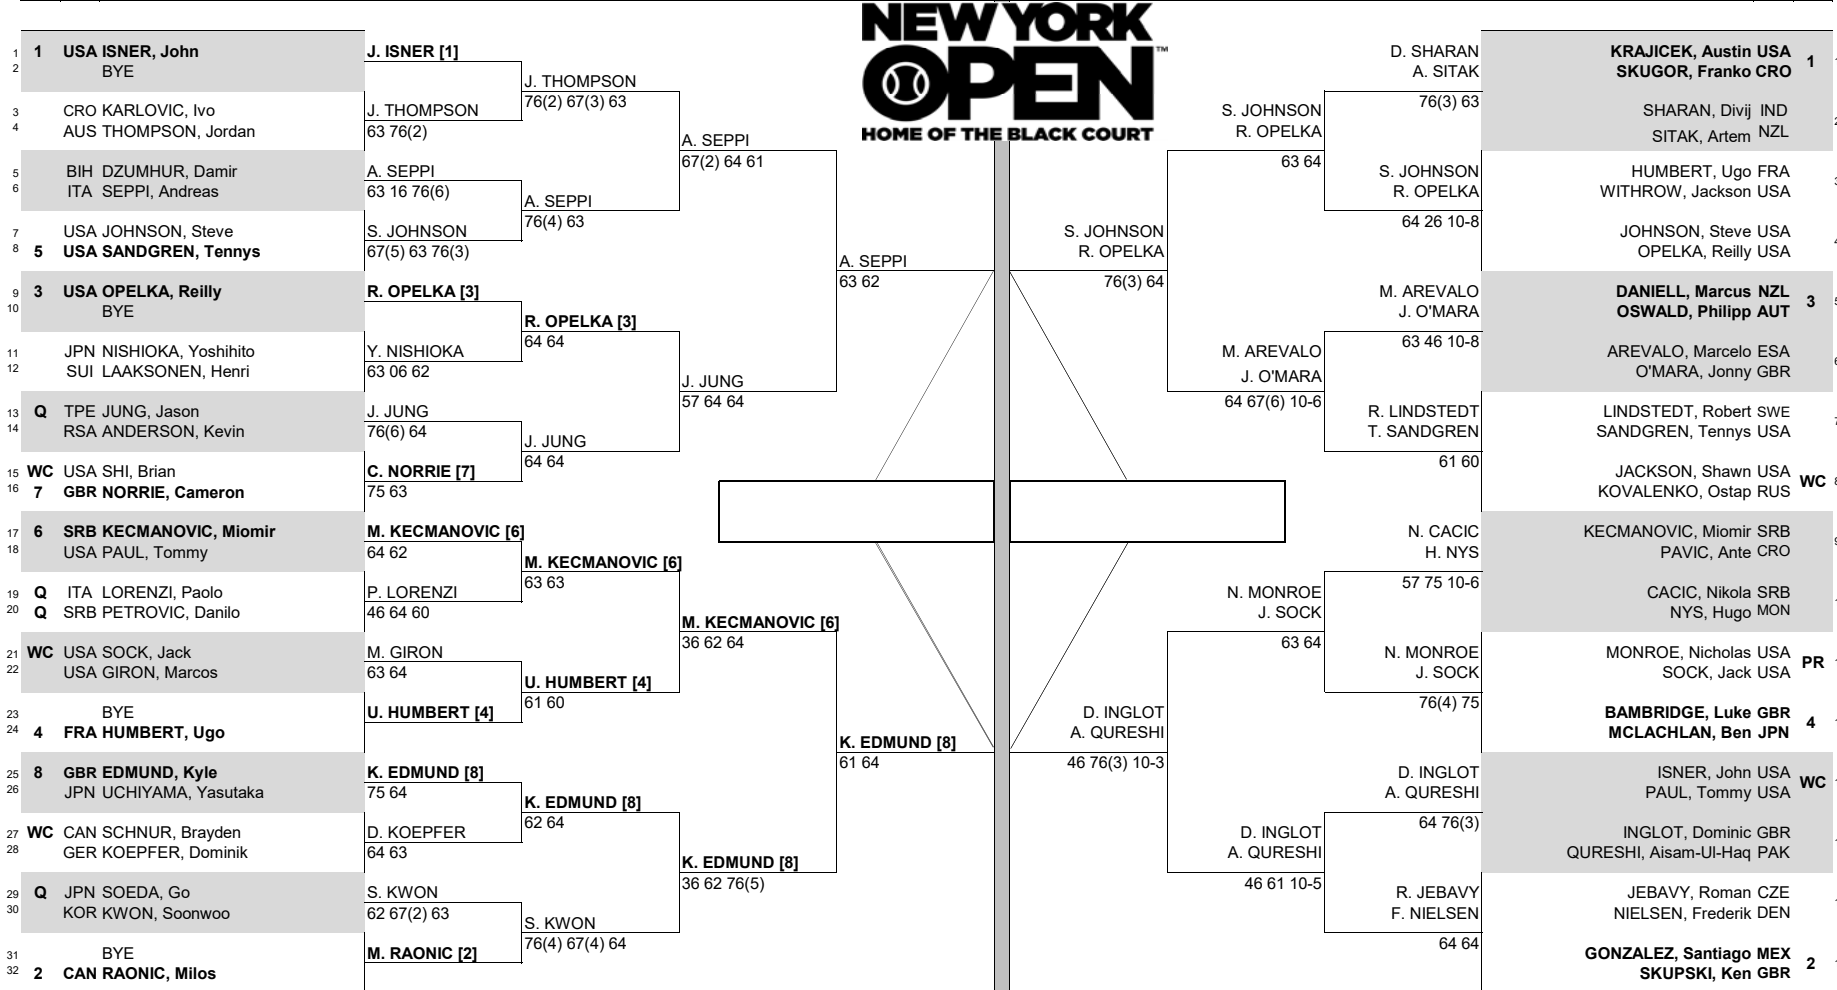 NEW YORK
OPEN™
HOME OF THE BLACK COURT
1 1 USA ISNER, John
2 BYE
3 CRO KARLOVIC, Ivo
4 AUS THOMPSON, Jordan
5 BIH DZUMHUR, Damir
6 ITA SEPPI, Andreas
7 USA JOHNSON, Steve
8 5 USA SANDGREN, Tennys
9 3 USA OPELKA, Reilly
10 BYE
11 JPN NISHIOKA, Yoshihito
12 SUI LAAKSONEN, Henri
13 Q TPE JUNG, Jason
14 RSA ANDERSON, Kevin
15 WC USA SHI, Brian
16 7 GBR NORRIE, Cameron
17 6 SRB KECMANOVIC, Miomir
18 USA PAUL, Tommy
19 Q ITA LORENZI, Paolo
20 Q SRB PETROVIC, Danilo
21 WC USA SOCK, Jack
22 USA GIRON, Marcos
23 BYE
24 4 FRA HUMBERT, Ugo
25 8 GBR EDMUND, Kyle
26 JPN UCHIYAMA, Yasutaka
27 WC CAN SCHNUR, Brayden
28 GER KOEPFER, Dominik
29 Q JPN SOEDA, Go
30 KOR KWON, Soonwoo
31 BYE
32 2 CAN RAONIC, Milos
J. ISNER [1]
J. THOMPSON
63 76(2)
A. SEPPI
63 16 76(6)
S. JOHNSON
67(5) 63 76(3)
R. OPELKA [3]
Y. NISHIOKA
63 06 62
J. JUNG
76(6) 64
C. NORRIE [7]
75 63
M. KECMANOVIC [6]
64 62
P. LORENZI
46 64 60
M. GIRON
63 64
U. HUMBERT [4]
K. EDMUND [8]
75 64
D. KOEPFER
64 63
S. KWON
62 67(2) 63
M. RAONIC [2]
J. THOMPSON
76(2) 67(3) 63
A. SEPPI
76(4) 63
R. OPELKA [3]
64 64
J. JUNG
64 64
M. KECMANOVIC [6]
63 63
U. HUMBERT [4]
61 60
K. EDMUND [8]
62 64
S. KWON
76(4) 67(4) 64
A. SEPPI
67(2) 64 61
J. JUNG
57 64 64
M. KECMANOVIC [6]
36 62 64
K. EDMUND [8]
36 62 76(5)
A. SEPPI
63 62
K. EDMUND [8]
61 64
S. JOHNSON
R. OPELKA
76(3) 64
D. INGLOT
A. QURESHI
46 76(3) 10-3
S. JOHNSON
R. OPELKA
63 64
M. AREVALO
J. O'MARA
64 67(6) 10-6
N. MONROE
J. SOCK
63 64
D. INGLOT
A. QURESHI
46 61 10-5
D. SHARAN
A. SITAK
76(3) 63
S. JOHNSON
R. OPELKA
64 26 10-8
M. AREVALO
J. O'MARA
63 46 10-8
R. LINDSTEDT
T. SANDGREN
61 60
N. CACIC
H. NYS
57 75 10-6
N. MONROE
J. SOCK
76(4) 75
D. INGLOT
A. QURESHI
64 76(3)
R. JEBAVY
F. NIELSEN
64 64
KRAJICEK, Austin USA
SKUGOR, Franko CRO 1
SHARAN, Divij IND
SITAK, Artem NZL
HUMBERT, Ugo FRA
WITHROW, Jackson USA
JOHNSON, Steve USA
OPELKA, Reilly USA
DANIELL, Marcus NZL
OSWALD, Philipp AUT 3
AREVALO, Marcelo ESA
O'MARA, Jonny GBR
LINDSTEDT, Robert SWE
SANDGREN, Tennys USA
JACKSON, Shawn USA
KOVALENKO, Ostap RUS WC
KECMANOVIC, Miomir SRB
PAVIC, Ante CRO
CACIC, Nikola SRB
NYS, Hugo MON
MONROE, Nicholas USA
SOCK, Jack USA PR
BAMBRIDGE, Luke GBR
MCLACHLAN, Ben JPN 4
ISNER, John USA
PAUL, Tommy USA WC
INGLOT, Dominic GBR
QURESHI, Aisam-Ul-Haq PAK
JEBAVY, Roman CZE
NIELSEN, Frederik DEN
GONZALEZ, Santiago MEX
SKUPSKI, Ken GBR 2